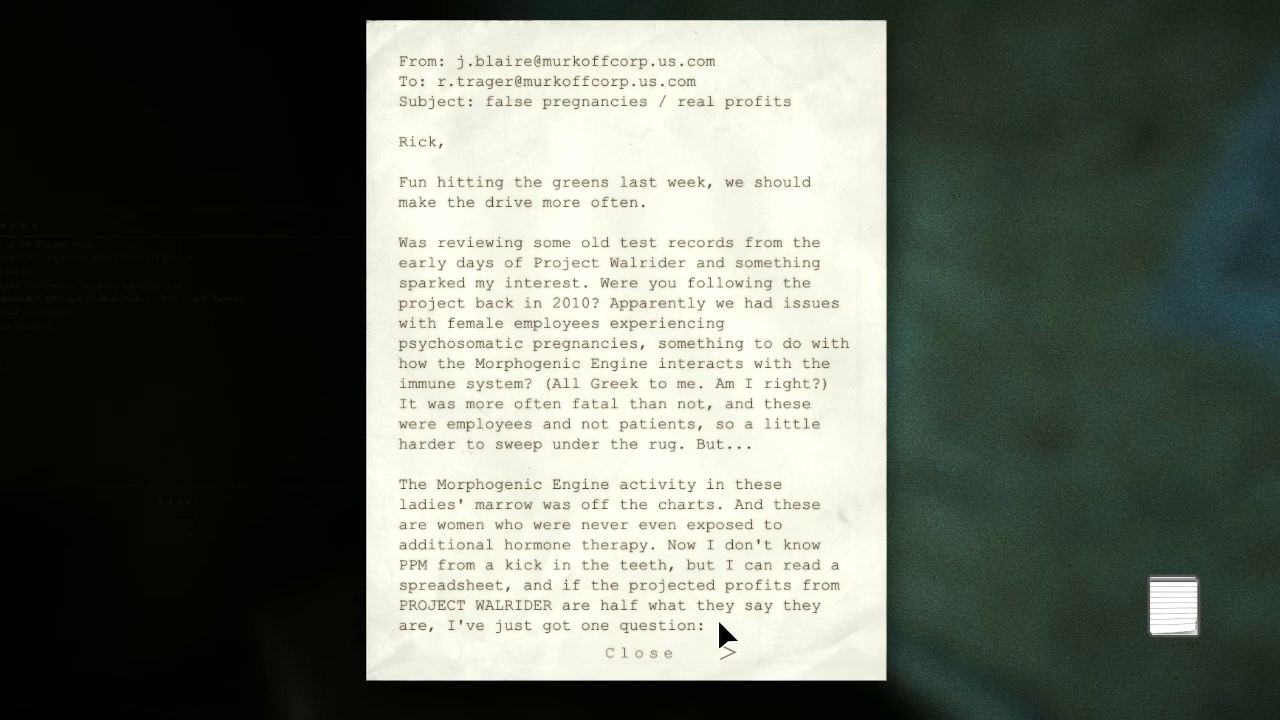 From: j.blaire@murkoffcorp.us.com
To: r.trager@murkoffcorp.us.com
Subject: false pregnancies / real profits
Rick,
Fun hitting the greens last week, we should
make the drive more often.
Was reviewing some old test records from the
early days of Project Walrider and something
sparked my interest. Were you following the
project back in 2010? Apparently we had issues
with female employees experiencing
psychosomatic pregnancies, something to do with
how the Morphogenic Engine interacts with the
immune system? (All Greek to me. Am I right?)
It was more often fatal than not, and these
were employees and not patients, so a little
harder to sweep under the rug. But...
The Morphogenic Engine activity in these
ladies' marrow was off the charts. And these
are women who were never even exposed to
additional hormone therapy. Now I don't know
PPM from a kick in the teeth, but I can read a
spreadsheet, and if the projected profits from
PROJECT WALRIDER are half what they say they
are, I've just got one question:
Close >